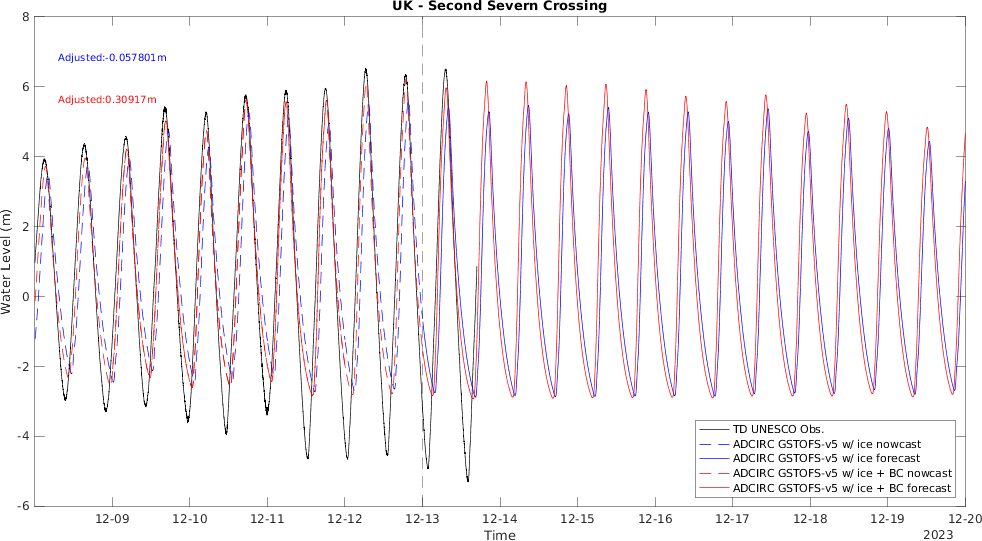 UK - Second Severn Crossing
8
6
4
2
0
-2
-4
-6
Water Level (m)
Adjusted:-0.057801m
Adjusted:0.30917m
TD UNESCO Obs.
ADCIRC GSTOFS-v5 w/ ice nowcast
ADCIRC GSTOFS-v5 w/ ice forecast
ADCIRC GSTOFS-v5 w/ ice + BC nowcast
ADCIRC GSTOFS-v5 w/ ice + BC forecast
12-09 12-10 12-11 12-12 12-13 12-14 12-15 12-16 12-17 12-18 12-19 12-20
Time
2023